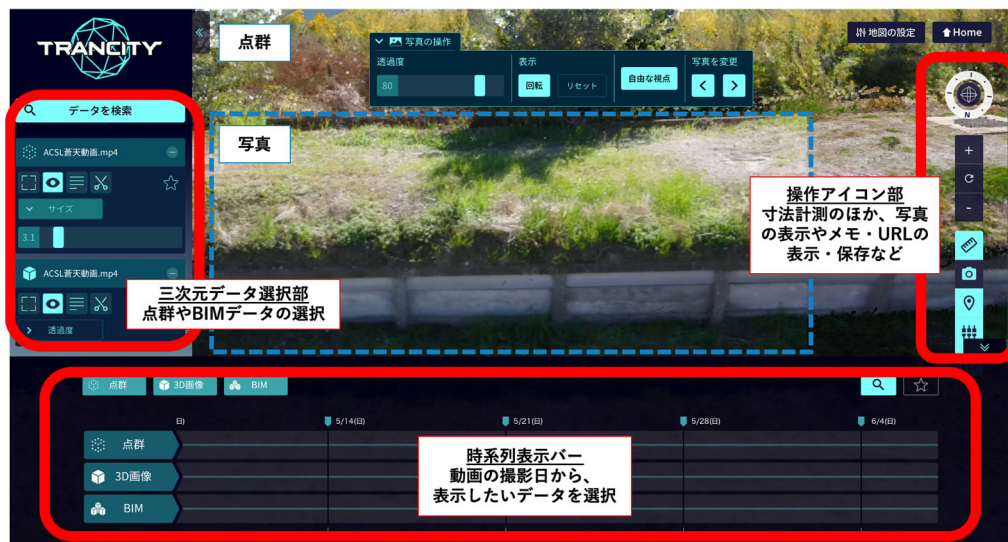 TRANCITY
点群
写真の操作
透過度
80
表示
回転
リセット
自由な視点
写真を変更
地図の設定
Home
N
データを検索
ACSL蒼天動画.mp4
サイズ
3.1
ACSL蒼天動画.mp4
透過度
写真
三次元データ選択部
点群やBIMデータの選択
操作アイコン部
寸法計測のほか、写真
の表示やメモ・URLの
表示・保存など
点群
3D画像
BIM
日)
5/14(日)
5/21(日)
5/28(日)
6/4(日)
点群
3D画像
BIM
時系列表示バー
動画の撮影日から、
表示したいデータを選択